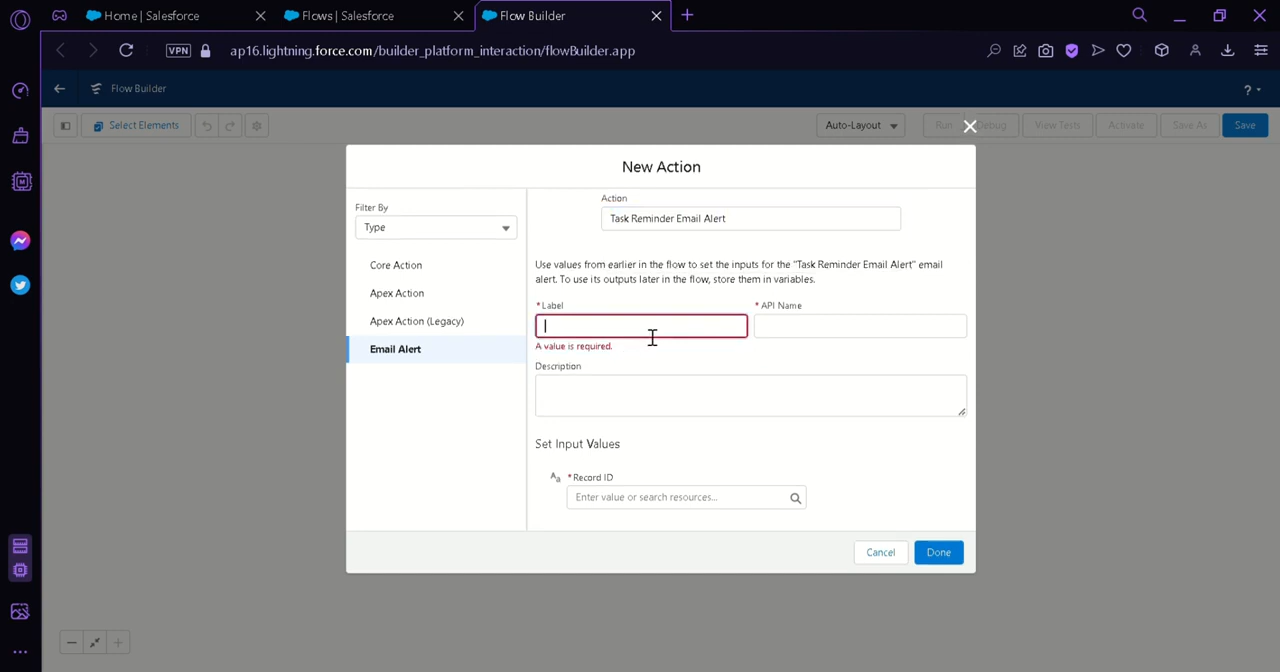 Home | Salesforce
Flows | Salesforce
Flow Builder
VPN
ap16.lightning.force.com/builder_platform_interaction/flowBuilder.app
Flow Builder
?
Select Elements
Auto-Layout
Run
Debug
View Tests
Activate
Save As
Save
New Action
Filter By
Type
Core Action
Apex Action
Apex Action (Legacy)
Email Alert
Action
Task Reminder Email Alert
Use values from earlier in the flow to set the inputs for the "Task Reminder Email Alert" email
alert. To use its outputs later in the flow, store them in variables.
* Label
* API Name
A value is required.
Description
Set Input Values
Aa
* Record ID
Enter value or search resources...
Cancel
Done